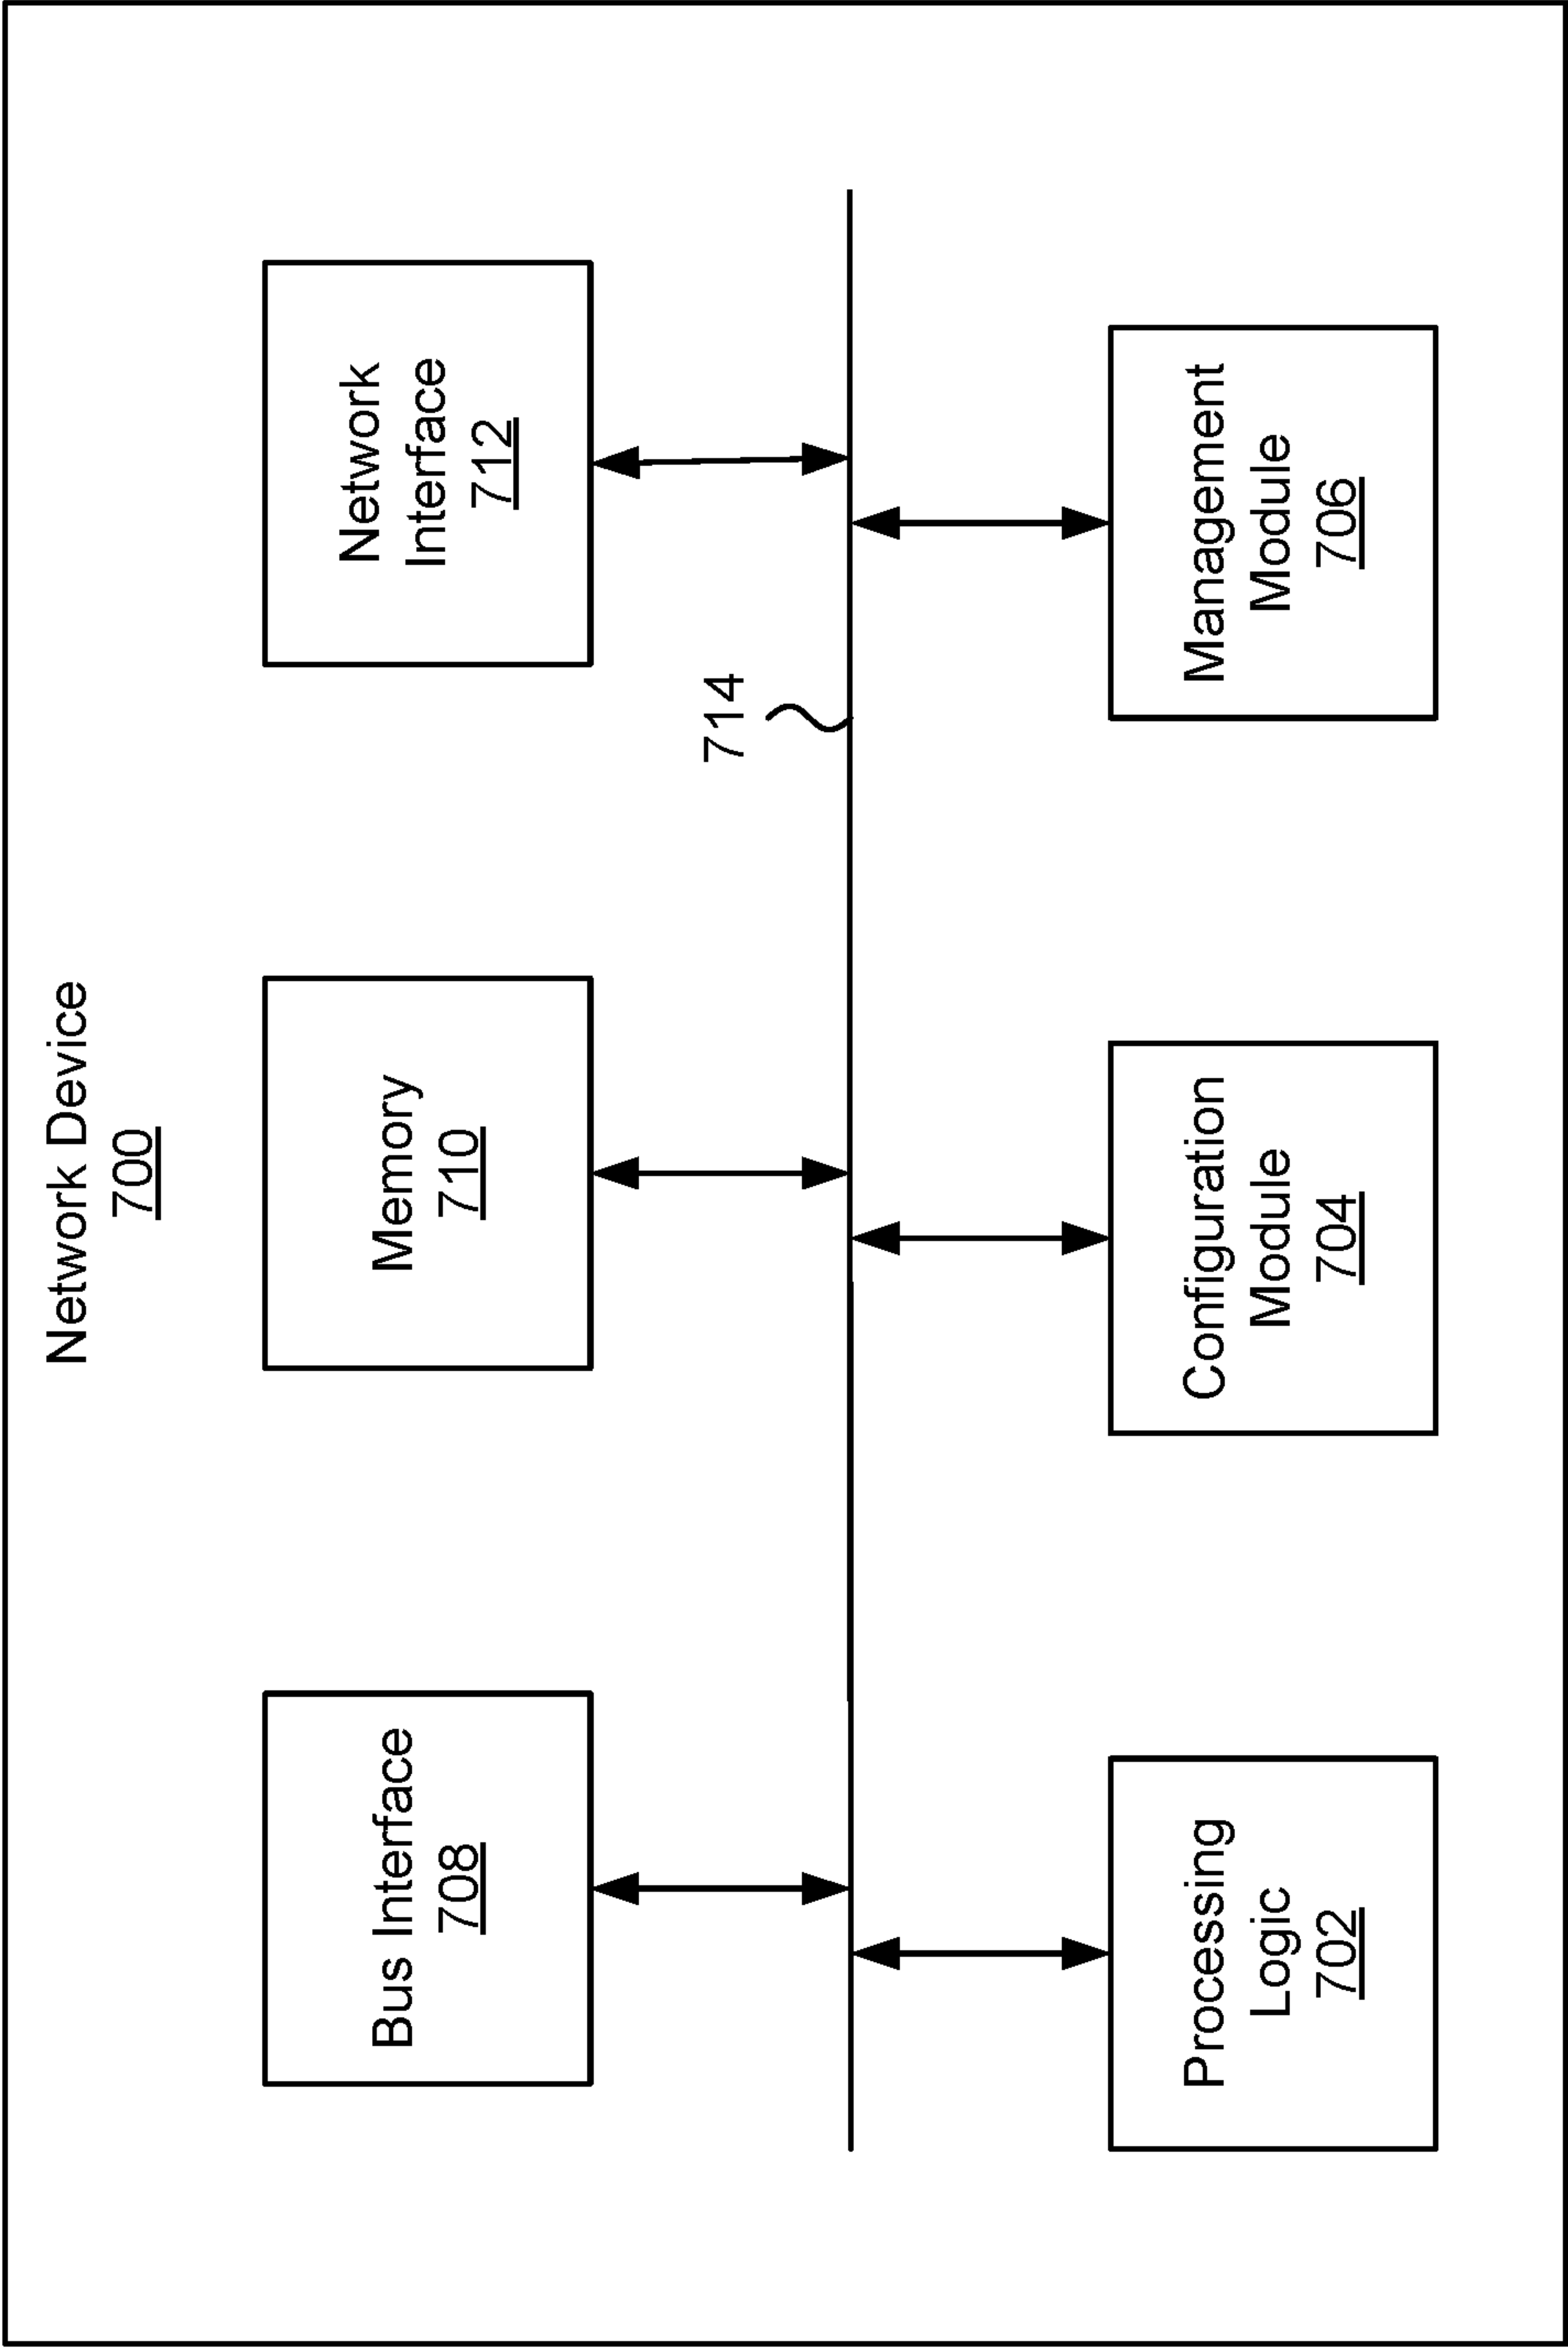 Network Device
700
Bus Interface
708
Memory
710
Network
Interface
712
714
Processing
Logic
702
Configuration
Module
704
Management
Module
706